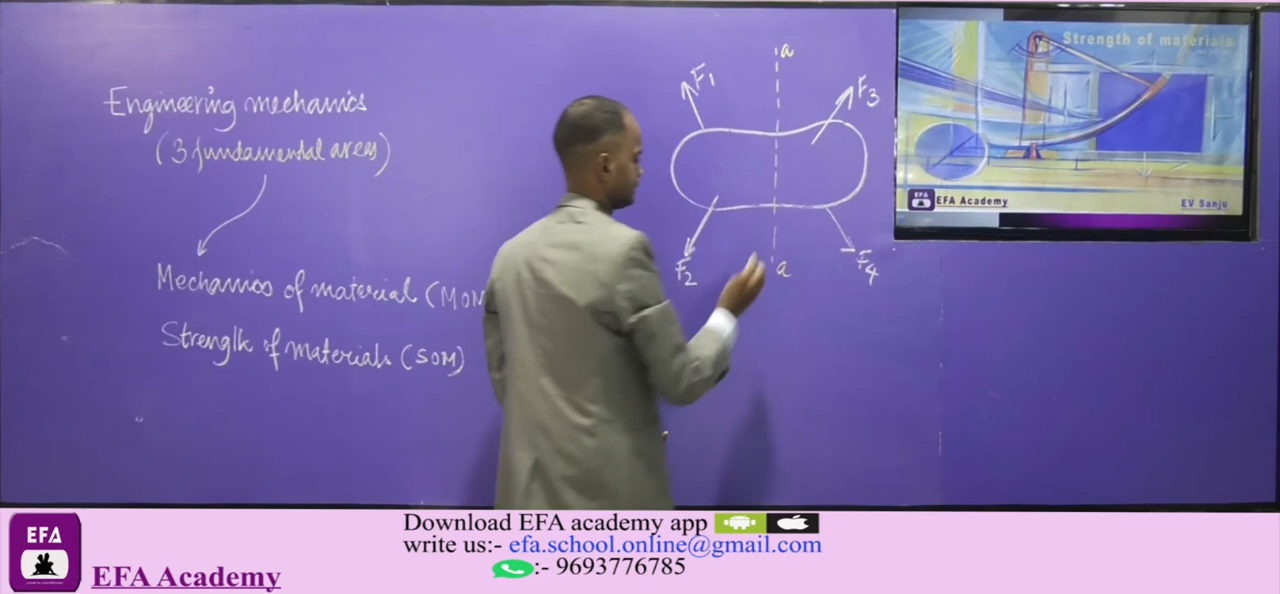 Engineering mechanics
(3 fundamental areas)
Mechanics of material (MOM
Strength of materials (SOM)
a
F1
F3
F2
a
F4
Strength of materials
EFA
EFA Academy
EV Sanju
EFA
EFA Academy
Download EFA academy app
write us:- efa.school.online@gmail.com
:- 9693776785